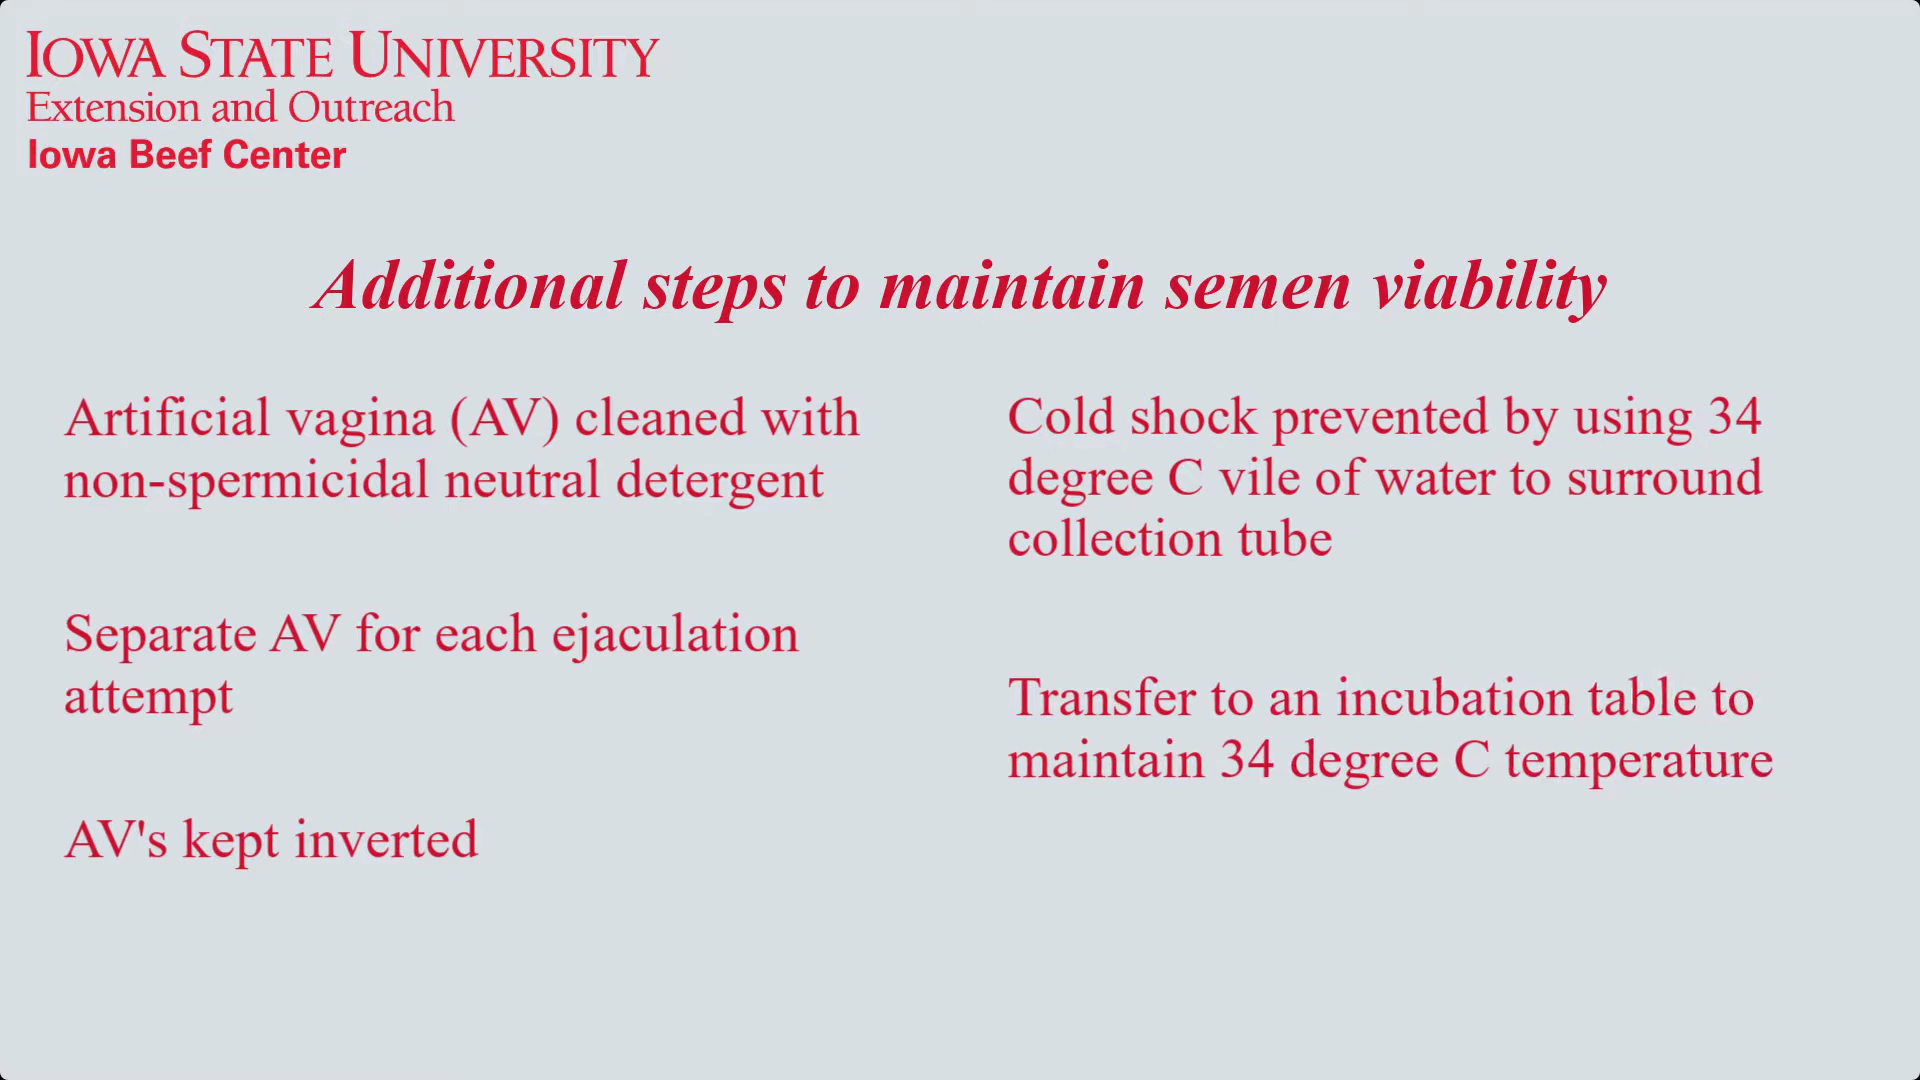 IOWA STATE UNIVERSITY
Extension and Outreach
Iowa Beef Center
Additional steps to maintain semen viability
Artificial vagina (AV) cleaned with
non-spermicidal neutral detergent
Separate AV for each ejaculation
attempt
AV's kept inverted
Cold shock prevented by using 34
degree C vile of water to surround
collection tube
Transfer to an incubation table to
maintain 34 degree C temperature